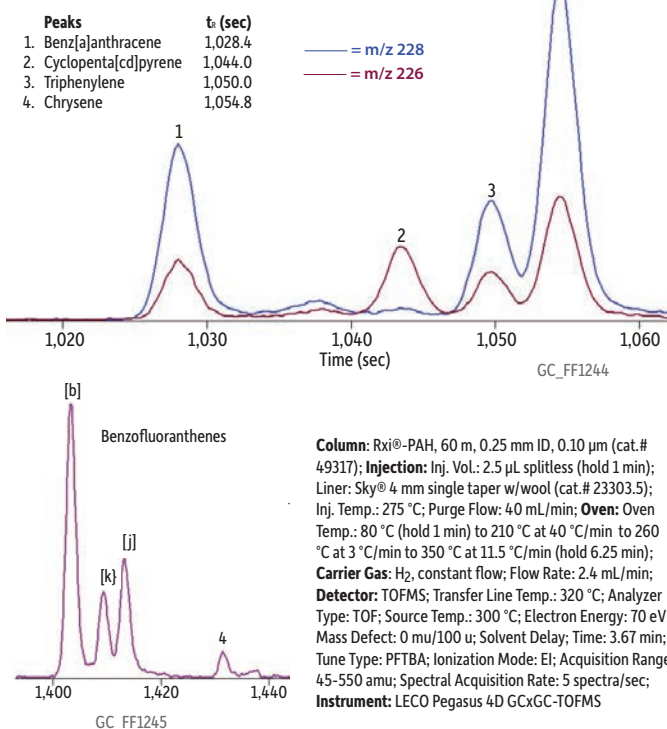 Peaks tR (sec)
1. Benz[a]anthracene 1,028.4
2. Cyclopenta[cd]pyrene 1,044.0
3. Triphenylene 1,050.0
4. Chrysene 1,054.8
= m/z 228
= m/z 226
1
2
3
1,020 1,030 1,040 1,050 1,060
Time (sec)
GC_FF1244
[b]
Benzofluoranthenes
[k}
[j]
4
1,400 1,420 1,440
GC_FF1245
Column: Rxi®-PAH, 60 m, 0.25 mm ID, 0.10 µm (cat.#
49317); Injection: Inj. Vol.: 2.5 µL splitless (hold 1 min);
Liner: Sky® 4 mm single taper w/wool (cat.# 23303.5);
Inj. Temp.: 275 °C; Purge Flow: 40 mL/min; Oven: Oven
Temp.: 80 °C (hold 1 min) to 210 °C at 40 °C/min to 260
°C at 3 °C/min to 350 °C at 11.5 °C/min (hold 6.25 min);
Carrier Gas: H2, constant flow; Flow Rate: 2.4 mL/min;
Detector: TOFMS; Transfer Line Temp.: 320 °C; Analyzer
Type: TOF; Source Temp.: 300 °C; Electron Energy: 70 eV
Mass Defect: 0 mu/100 u; Solvent Delay; Time: 3.67 min;
Tune Type: PFTBA; Ionization Mode: EI; Acquisition Range
45-550 amu; Spectral Acquisition Rate: 5 spectra/sec;
Instrument: LECO Pegasus 4D GCxGC-TOFMS